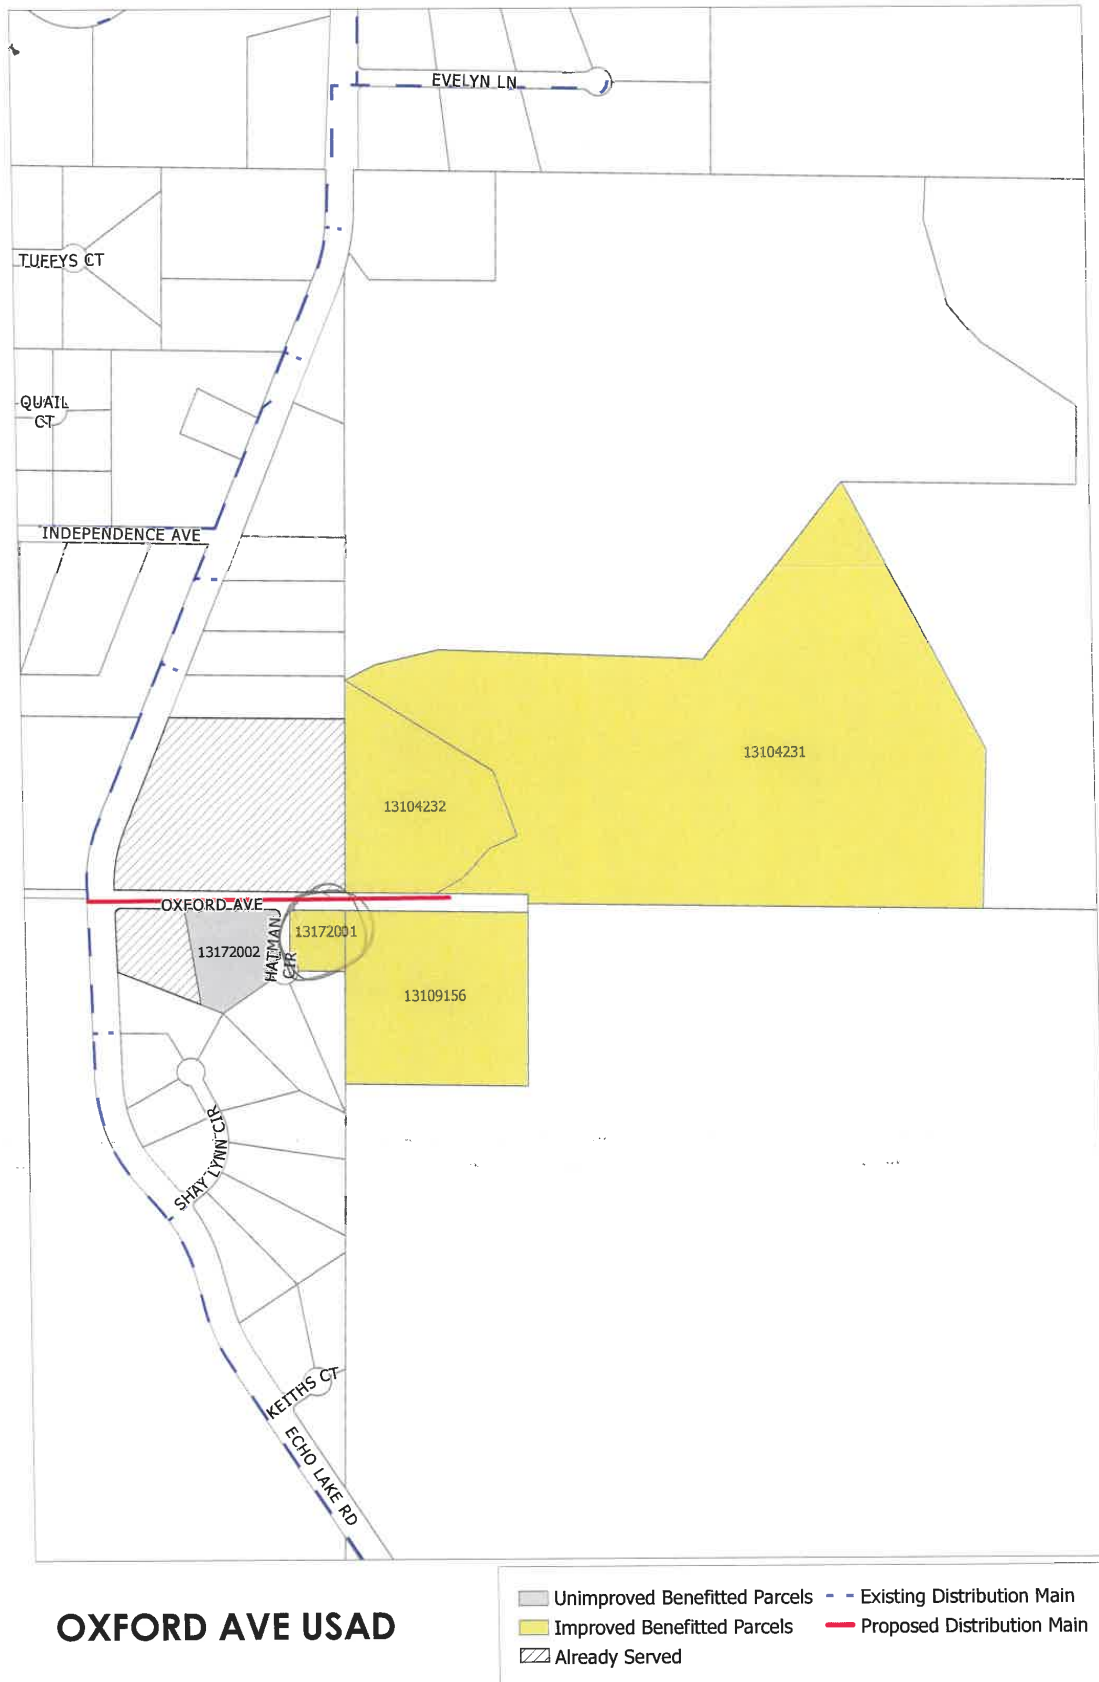 EVELYN LN
TUFFYS CT
QUAIL
CT
INDEPENDENCE AVE
13104231
13104232
OXFORD AVE
13172001
13172002
HATMAN
CIR
13109156
SHAY LYNN CIR
KEITHS CT
ECHO LAKE RD
OXFORD AVE USAD
Unimproved Benefitted Parcels
Existing Distribution Main
Improved Benefitted Parcels
Proposed Distribution Main
Already Served